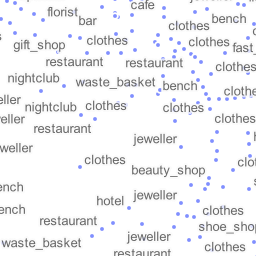 cafe
florist
bar
bench
clothes
clothes
clothes
gift_shop
fast_
restaurant
restaurant
clothes
nightclub
waste_basket
bench
clothe
eller
nightclub
clothes
clothes
clothes
eller
restaurant
jeweller
weller
clothes
clo
beauty_shop
ench
jeweller
hotel
ench
clothes
restaurant
shoe_shop
jeweller
waste_basket
clothes
restaurant